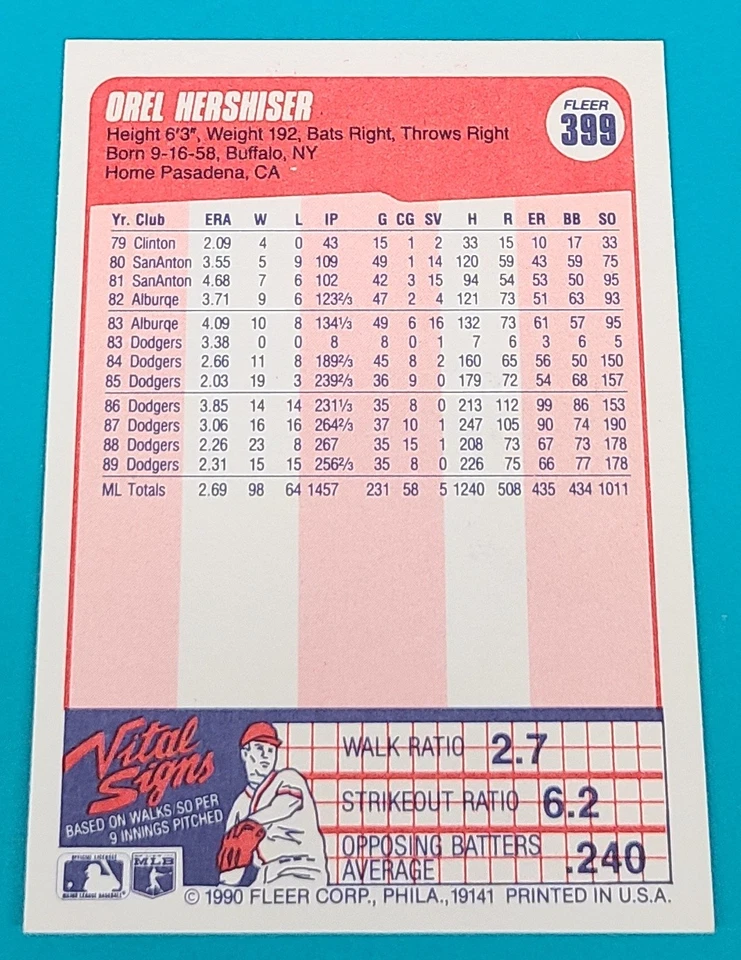 OREL HERSHISER
FLEER
399
Height 6'3", Weight 192, Bats Right, Throws Right
Born 9-16-58, Buffalo, NY
Home Pasadena, CA
Yr. Club ERA W L IP G CG SV H R ER BB SO
79 Clinton 2.09 4 0 43 15 1 2 33 15 10 17 33
80 SanAnton 3.55 5 9 109 49 1 14 120 59 43 59 75
81 SanAnton 4.68 7 6 102 42 3 15 94 54 53 50 95
82 Alburqe 3.71 9 6 123⅔ 47 2 4 121 73 51 63 93
83 Alburqe 4.09 10 8 134⅓ 49 6 16 132 73 61 57 95
83 Dodgers 3.38 0 0 8 8 0 1 7 6 3 6 5
84 Dodgers 2.66 11 8 189⅔ 45 8 2 160 65 56 50 150
85 Dodgers 2.03 19 3 239⅔ 36 9 0 179 72 54 68 157
86 Dodgers 3.85 14 14 231⅓ 35 8 0 213 112 99 86 153
87 Dodgers 3.06 16 16 264⅔ 37 10 1 247 105 90 74 190
88 Dodgers 2.26 23 8 267 35 15 1 208 73 67 73 178
89 Dodgers 2.31 15 15 256⅔ 35 8 0 226 75 66 77 178
ML Totals 2.69 98 64 1457 231 58 5 1240 508 435 434 1011
Vital
Signs
BASED ON WALKS/SO PER
9 INNINGS PITCHED
WALK RATIO 2.7
STRIKEOUT RATIO 6.2
OPPOSING BATTERS
AVERAGE .240
MLB
© 1990 FLEER CORP., PHILA., 19141 PRINTED IN U.S.A.